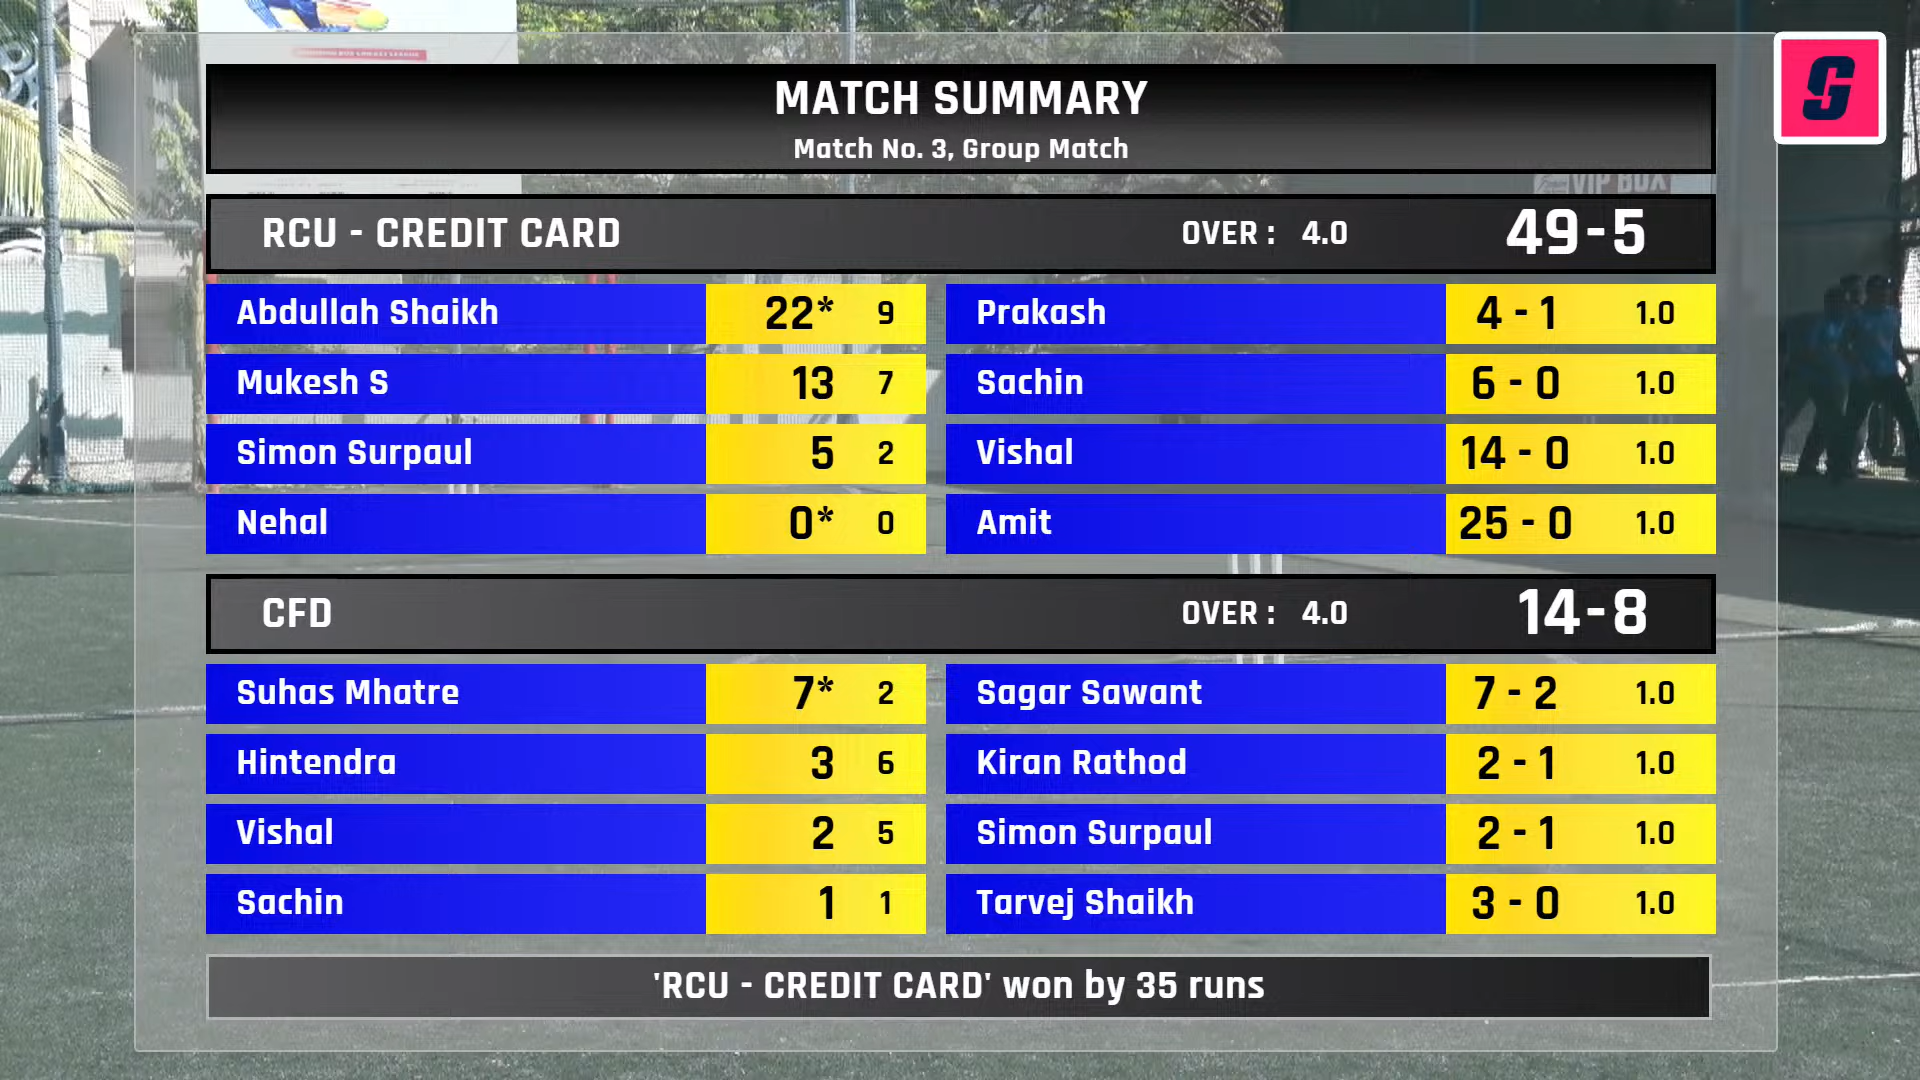 MATCH SUMMARY
Match No. 3, Group Match
VIP BOX
RCU - CREDIT CARD OVER : 4.0 49-5
Abdullah Shaikh 22* 9 Prakash 4 - 1 1.0
Mukesh S 13 7 Sachin 6 - 0 1.0
Simon Surpaul 5 2 Vishal 14 - 0 1.0
Nehal 0* 0 Amit 25 - 0 1.0
CFD OVER : 4.0 14-8
Suhas Mhatre 7* 2 Sagar Sawant 7 - 2 1.0
Hintendra 3 6 Kiran Rathod 2 - 1 1.0
Vishal 2 5 Simon Surpaul 2 - 1 1.0
Sachin 1 1 Tarvej Shaikh 3 - 0 1.0
'RCU - CREDIT CARD' won by 35 runs